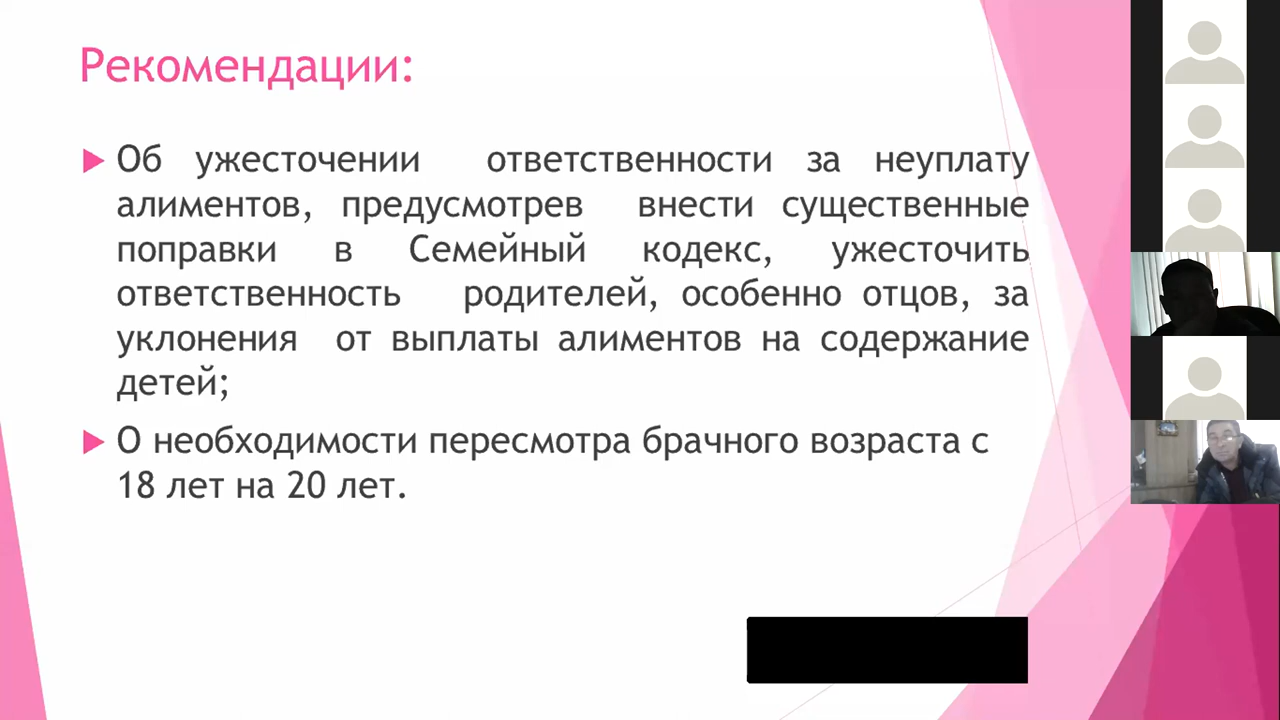 Рекомендации:
Об ужесточении ответственности за неуплату
алиментов, предусмотрев внести существенные
поправки в Семейный кодекс, ужесточить
ответственность родителей, особенно отцов, за
уклонения от выплаты алиментов на содержание
детей;
О необходимости пересмотра брачного возраста с
18 лет на 20 лет.